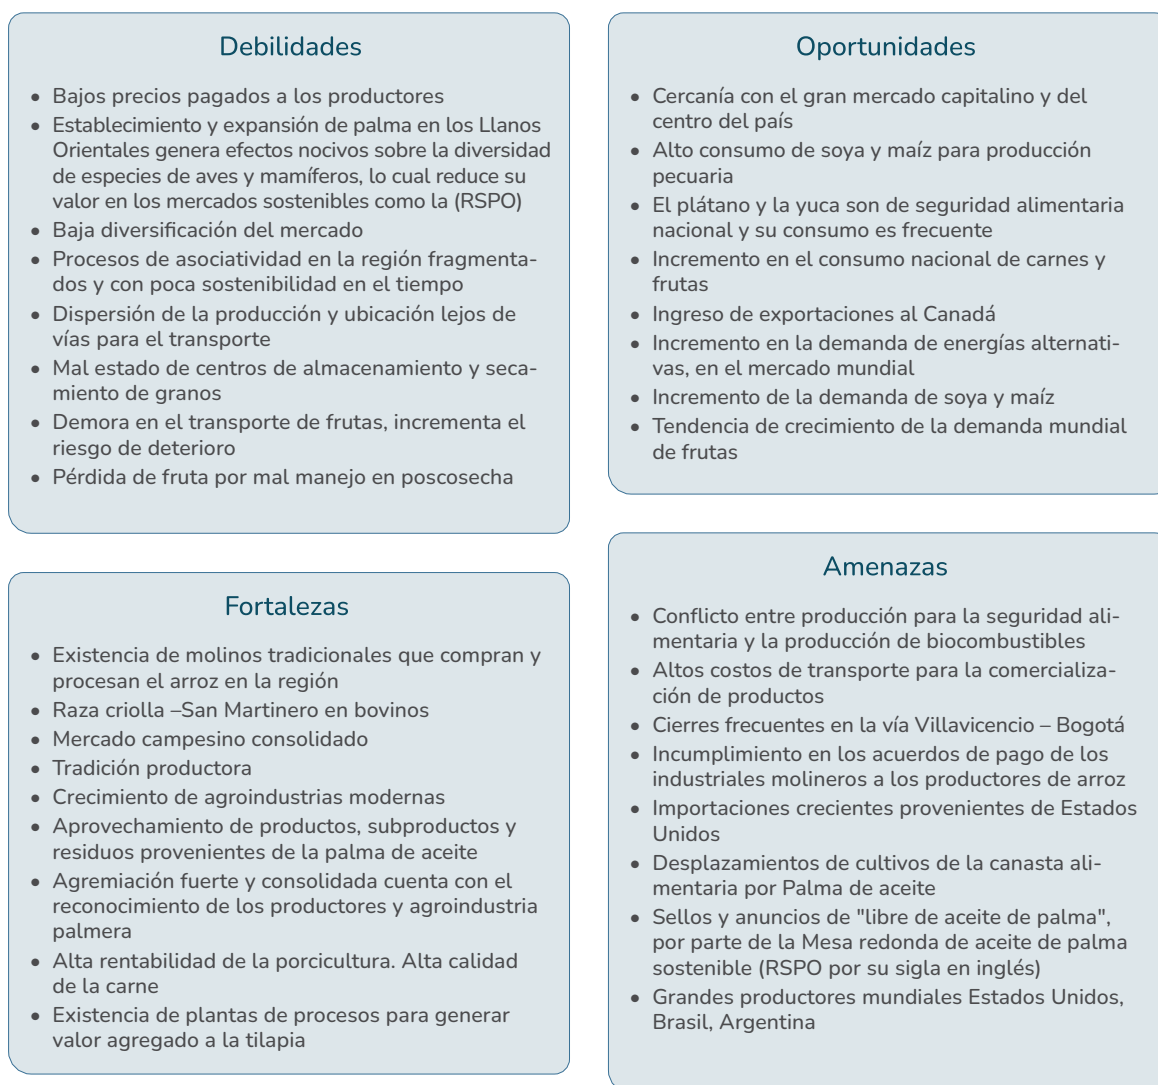 Debilidades
• Bajos precios pagados a los productores
• Establecimiento y expansión de palma en los Llanos
Orientales genera efectos nocivos sobre la diversidad
de especies de aves y mamíferos, lo cual reduce su
valor en los mercados sostenibles como la (RSPO)
• Baja diversificación del mercado
• Procesos de asociatividad en la región fragmenta-
dos y con poca sostenibilidad en el tiempo
• Dispersión de la producción y ubicación lejos de
vías para el transporte
• Mal estado de centros de almacenamiento y seca-
miento de granos
• Demora en el transporte de frutas, incrementa el
riesgo de deterioro
• Pérdida de fruta por mal manejo en poscosecha
Oportunidades
• Cercanía con el gran mercado capitalino y del
centro del país
• Alto consumo de soya y maíz para producción
pecuaria
• El plátano y la yuca son de seguridad alimentaria
nacional y su consumo es frecuente
• Incremento en el consumo nacional de carnes y
frutas
• Ingreso de exportaciones al Canadá
• Incremento en la demanda de energías alternati-
vas, en el mercado mundial
• Incremento de la demanda de soya y maíz
• Tendencia de crecimiento de la demanda mundial
de frutas
Fortalezas
• Existencia de molinos tradicionales que compran y
procesan el arroz en la región
• Raza criolla –San Martinero en bovinos
• Mercado campesino consolidado
• Tradición productora
• Crecimiento de agroindustrias modernas
• Aprovechamiento de productos, subproductos y
residuos provenientes de la palma de aceite
• Agremiación fuerte y consolidada cuenta con el
reconocimiento de los productores y agroindustria
palmera
• Alta rentabilidad de la porcicultura. Alta calidad
de la carne
• Existencia de plantas de procesos para generar
valor agregado a la tilapia
Amenazas
• Conflicto entre producción para la seguridad ali-
mentaria y la producción de biocombustibles
• Altos costos de transporte para la comercializa-
ción de productos
• Cierres frecuentes en la vía Villavicencio – Bogotá
• Incumplimiento en los acuerdos de pago de los
industriales molineros a los productores de arroz
• Importaciones crecientes provenientes de Estados
Unidos
• Desplazamientos de cultivos de la canasta ali-
mentaria por Palma de aceite
• Sellos y anuncios de "libre de aceite de palma",
por parte de la Mesa redonda de aceite de palma
sostenible (RSPO por su sigla en inglés)
• Grandes productores mundiales Estados Unidos,
Brasil, Argentina